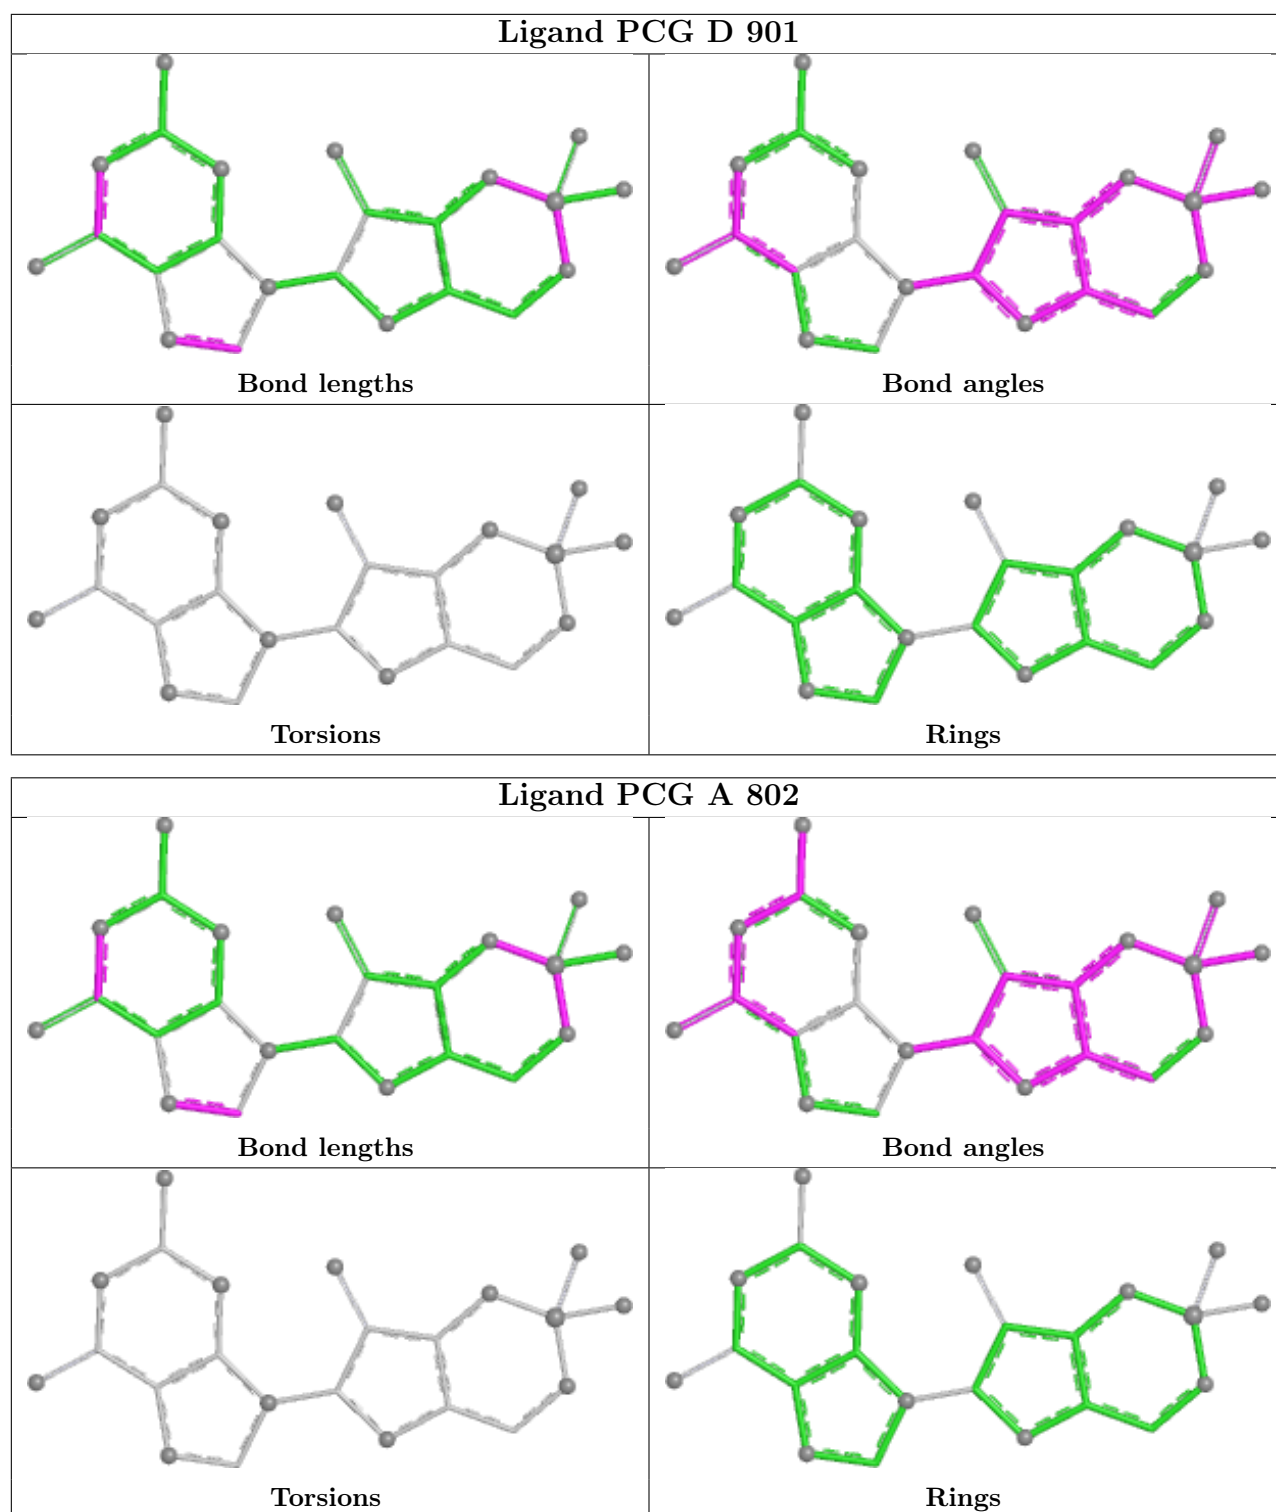 Ligand PCG D 901
Bond lengths
Bond angles
Torsions
Rings
Ligand PCG A 802
Bond lengths
Bond angles
Torsions
Rings